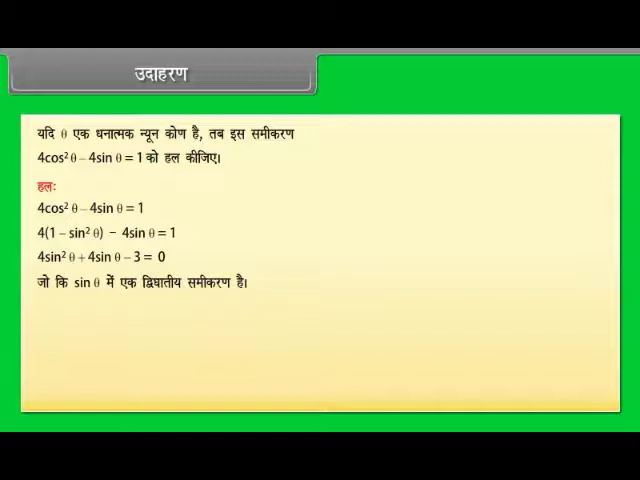 उदाहरण
यदि θ एक धनात्मक न्यून कोण है, तब इस समीकरण
4cos² θ – 4sin θ = 1 को हल कीजिए।
हलः
4cos² θ – 4sin θ = 1
4(1 – sin² θ) – 4sin θ = 1
4sin² θ + 4sin θ – 3 = 0
जो कि sin θ में एक द्विघातीय समीकरण है।